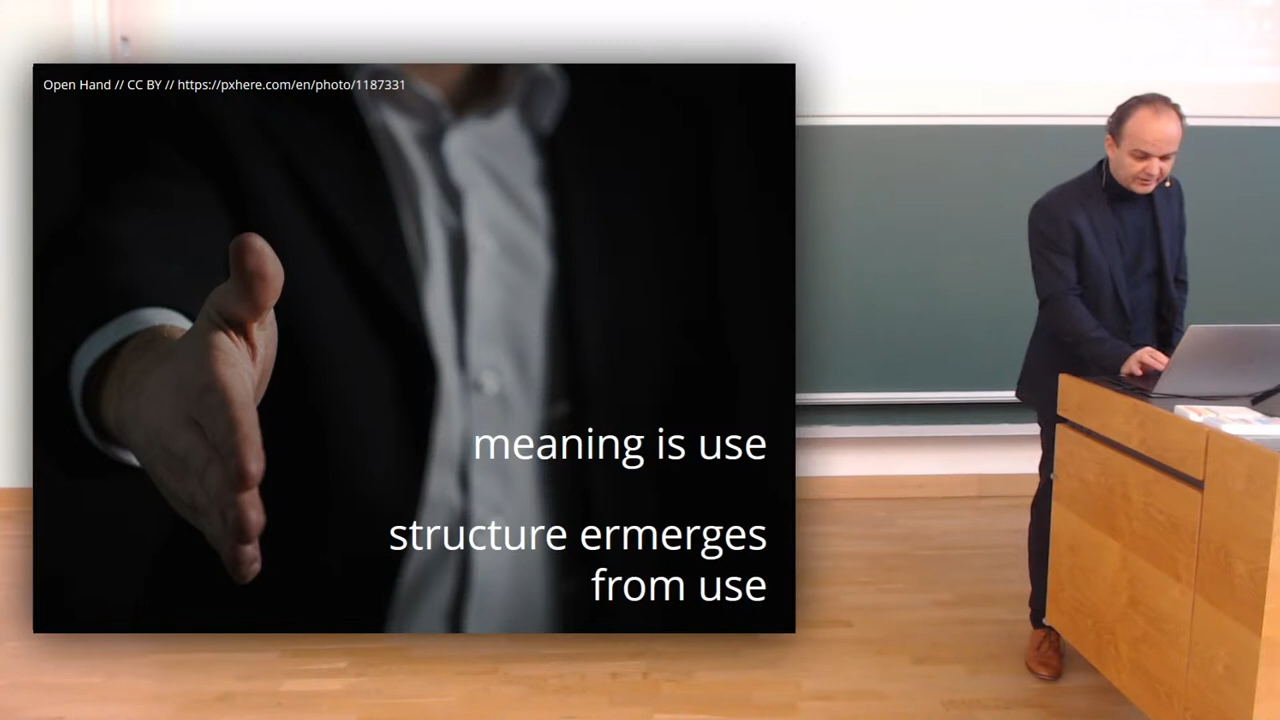 Open Hand // CC BY // https://pxhere.com/en/photo/1187331
meaning is use
structure ermerges
from use